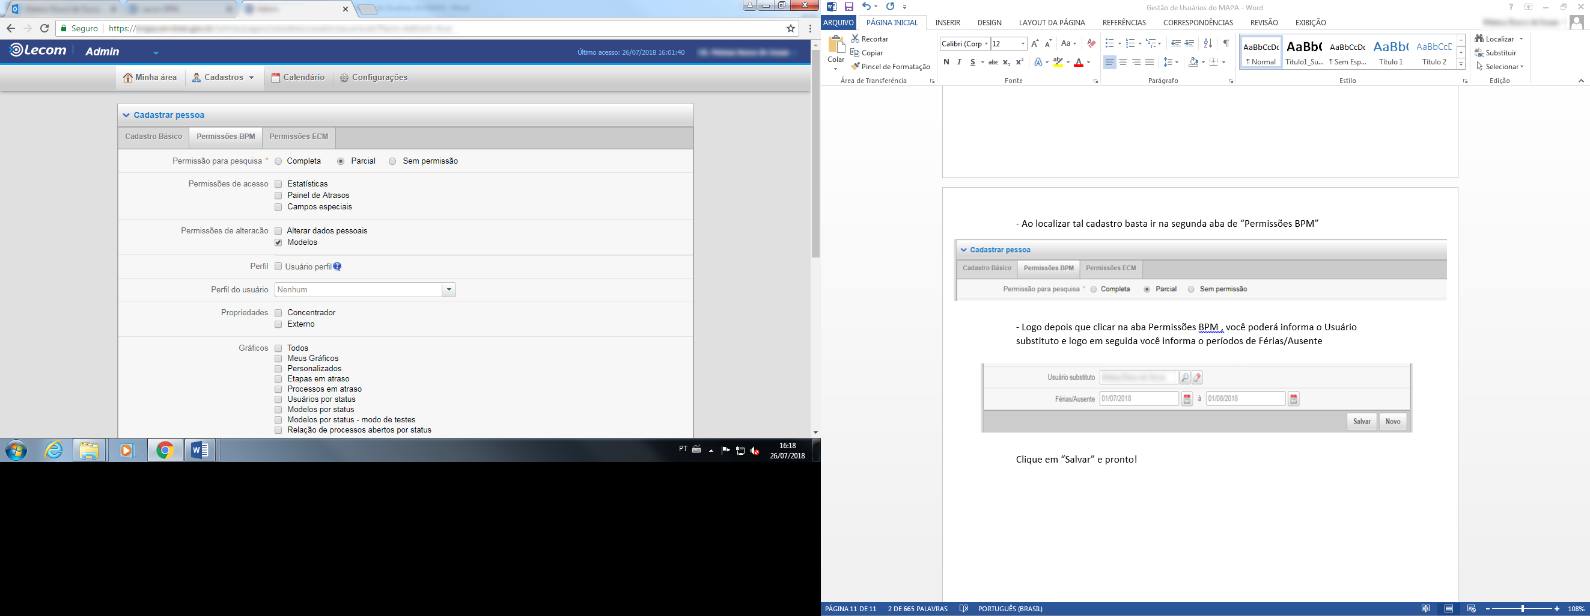 Seguro
https://
Lecom Admin
Último acesso: 26/07/2018 16:01:40
Minha área
Cadastros
Calendário
Configurações
Cadastrar pessoa
Cadastro Básico
Permissões BPM
Permissões ECM
Permissão para pesquisa * Completa Parcial Sem permissão
Permissões de acesso Estatísticas
Painel de Atrasos
Campos especiais
Permissões de alteração Alterar dados pessoais
Modelos
Perfil Usuário perfil
Perfil do usuário Nenhum
Propriedades Concentrador
Externo
Gráficos Todos
Meus Gráficos
Personalizados
Etapas em atraso
Processos em atraso
Usuários por status
Modelos por status
Modelos por status - modo de testes
Relação de processos abertos por status
PT
16:18
26/07/2018
Gestão de Usuários do MAPA - Word
ARQUIVO PÁGINA INICIAL INSERIR DESIGN LAYOUT DA PÁGINA REFERÊNCIAS CORRESPONDÊNCIAS REVISÃO EXIBIÇÃO
Colar
Recortar
Copiar
Pincel de Formatação
Área de Transferência
Calibri (Corp 12
Fonte
Parágrafo
AaBbCcDc AaBb( AaBbCcDc AaBb( AaBbCcC
¶ Normal Título1_Su... ¶ Sem Esp... Título 1 Título 2
Estilo
Localizar
Substituir
Selecionar
Edição
- Ao localizar tal cadastro basta ir na segunda aba de “Permissões BPM”
Cadastrar pessoa
Cadastro Básico Permissões BPM Permissões ECM
Permissão para pesquisa * Completa Parcial Sem permissão
- Logo depois que clicar na aba Permissões BPM , você poderá informa o Usuário
substituto e logo em seguida você informa o períodos de Férias/Ausente
Usuário substituto
Férias/Ausente 01/07/2018 à 01/08/2018
Salvar Novo
Clique em “Salvar” e pronto!
PÁGINA 11 DE 11 2 DE 665 PALAVRAS PORTUGUÊS (BRASIL)
108%